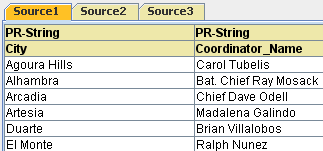 Source1 Source2 Source3
PR-String PR-String
City Coordinator_Name
Agoura Hills Carol Tubelis
Alhambra Bat. Chief Ray Mosack
Arcadia Chief Dave Odell
Artesia Madalena Galindo
Duarte Brian Villalobos
El Monte Ralph Nunez